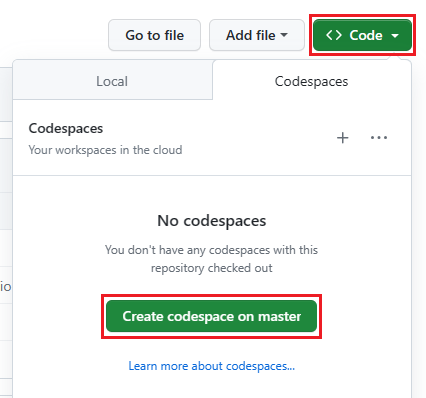 Go to file Add file <> Code
Local Codespaces
Codespaces
Your workspaces in the cloud
No codespaces
You don't have any codespaces with this
repository checked out
Create codespace on master
io
Learn more about codespaces...